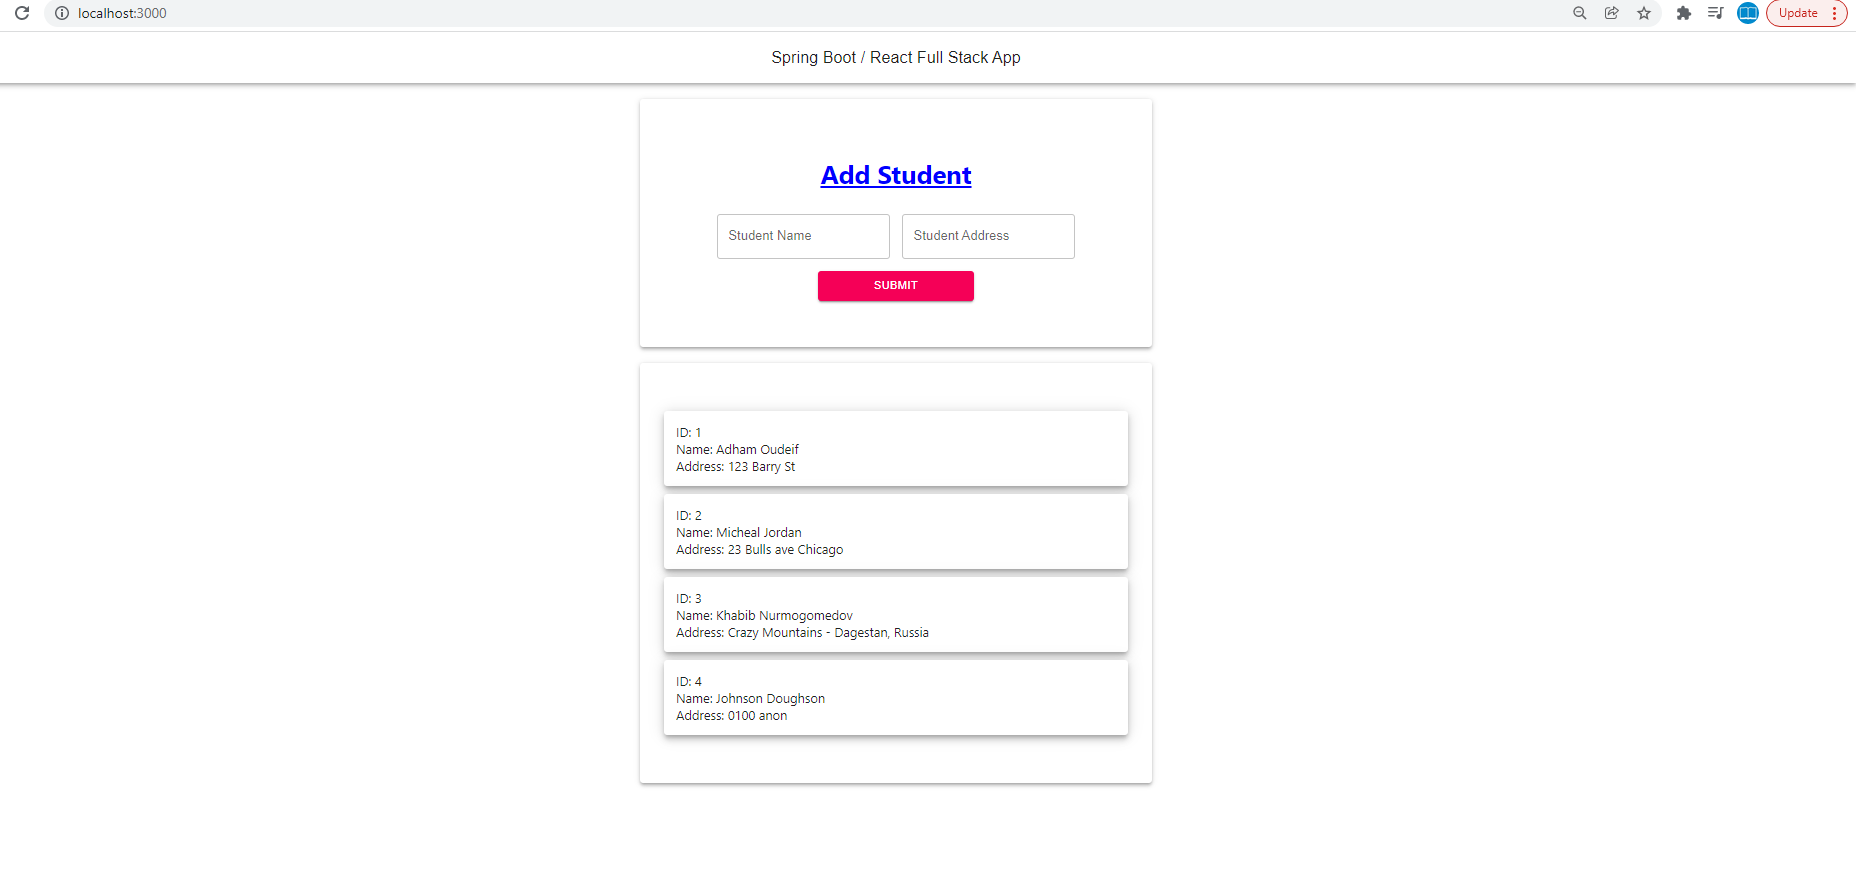 localhost:3000
Update
Spring Boot / React Full Stack App
Add Student
Student Name
Student Address
SUBMIT
ID: 1
Name: Adham Oudeif
Address: 123 Barry St
ID: 2
Name: Micheal Jordan
Address: 23 Bulls ave Chicago
ID: 3
Name: Khabib Nurmogomedov
Address: Crazy Mountains - Dagestan, Russia
ID: 4
Name: Johnson Doughson
Address: 0100 anon